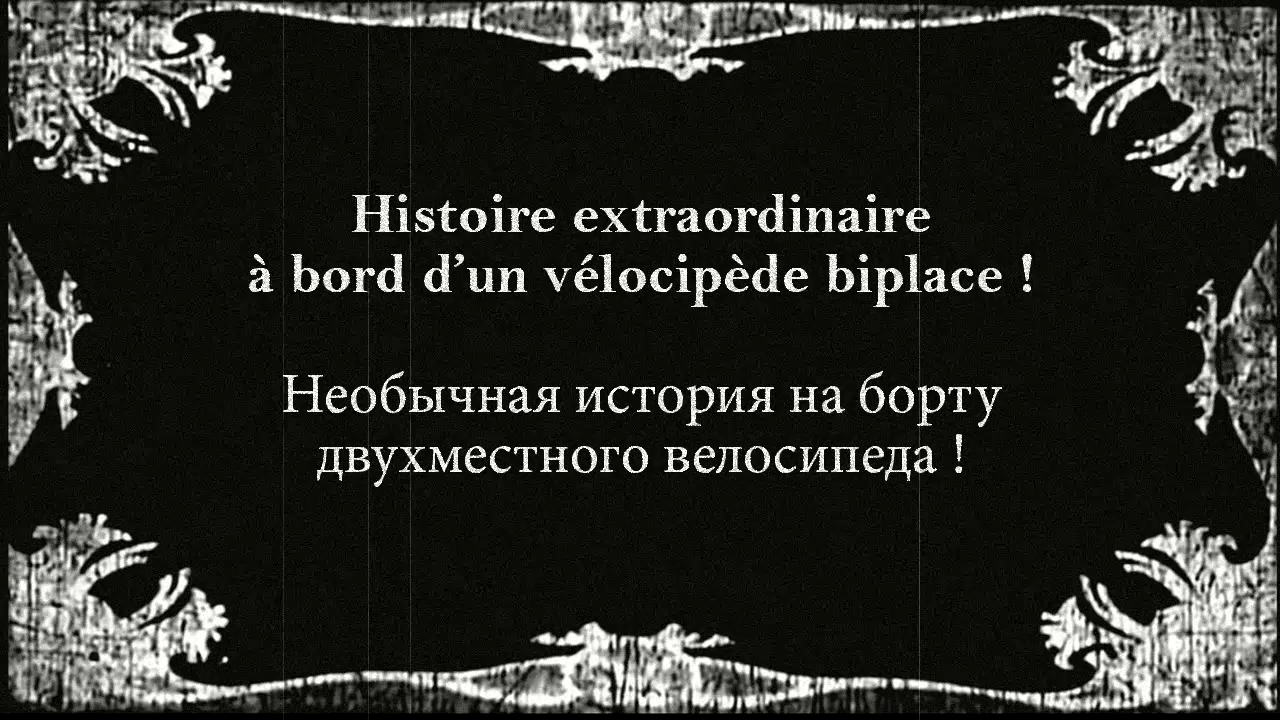 Histoire extraordinaire
à bord d’un vélocipède biplace !
Необычная история на борту
двухместного велосипеда !